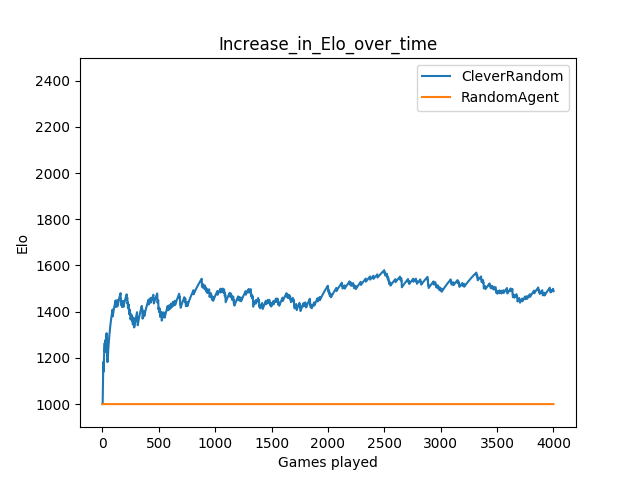 Increase_in_Elo_over_time
CleverRandom
RandomAgent
2400
2200
2000
1800
1600
1400
1200
1000
Elo
0 500 1000 1500 2000 2500 3000 3500 4000
Games played